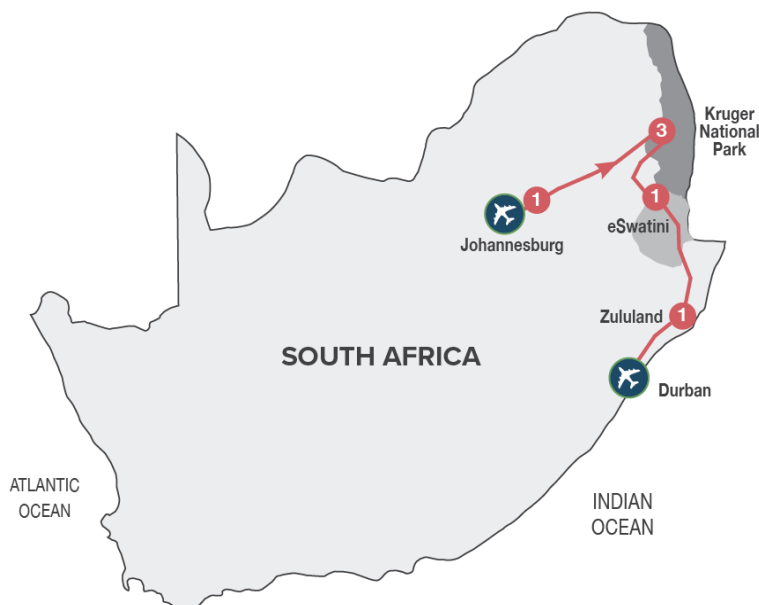 Kruger
National
Park
3
1
1
eSwatini
Johannesburg
Zululand
1
SOUTH AFRICA
Durban
ATLANTIC
OCEAN
INDIAN
OCEAN